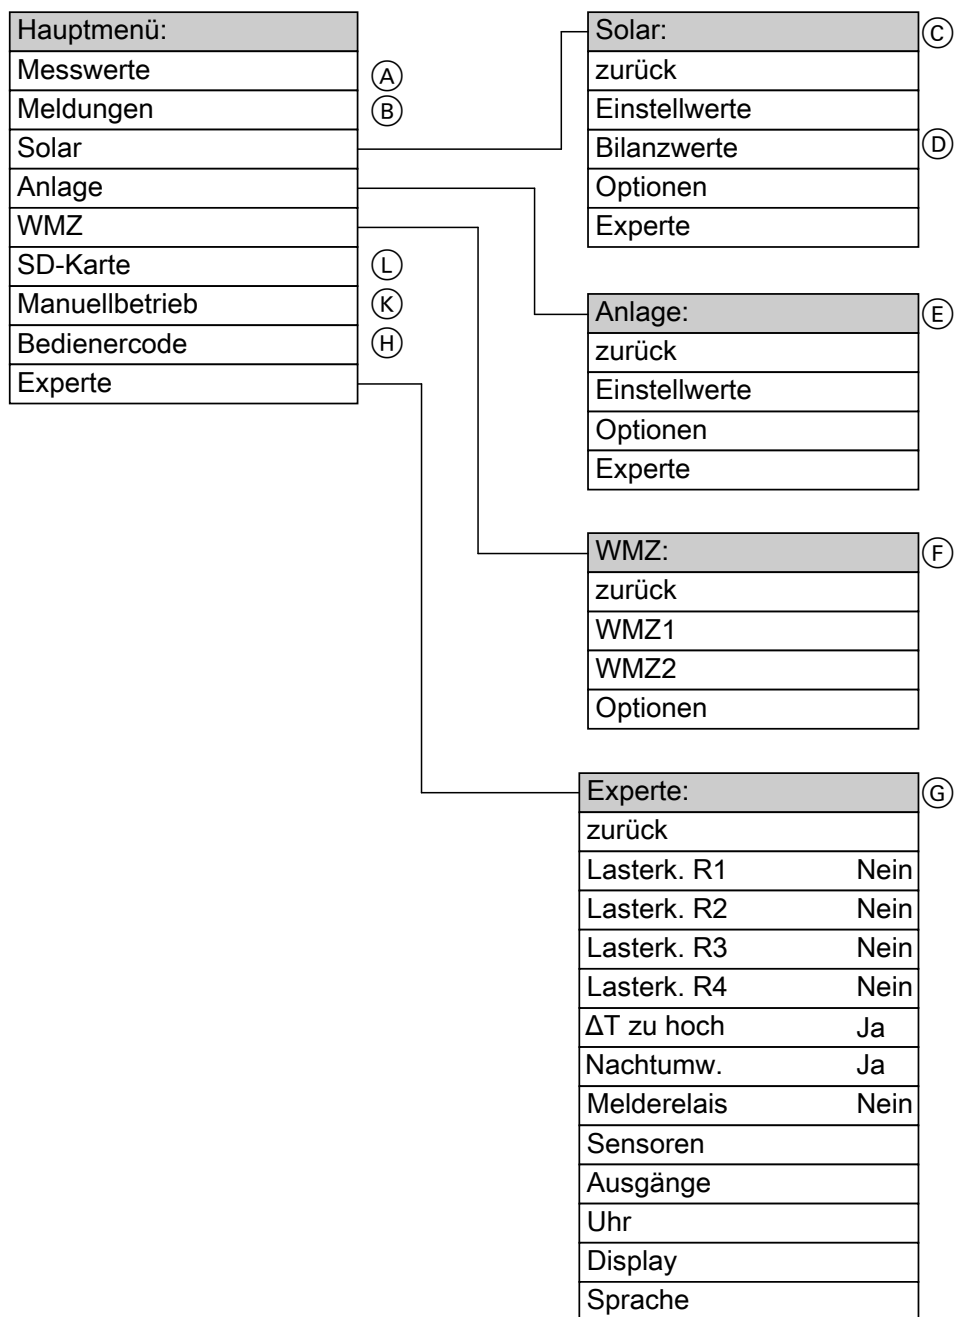 Hauptmenü:
Messwerte Ⓐ
Meldungen Ⓑ
Solar
Anlage
WMZ
SD-Karte Ⓛ
Manuellbetrieb Ⓚ
Bedienercode Ⓗ
Experte
Solar: Ⓒ
zurück
Einstellwerte
Bilanzwerte Ⓓ
Optionen
Experte
Anlage: Ⓔ
zurück
Einstellwerte
Optionen
Experte
WMZ: Ⓕ
zurück
WMZ1
WMZ2
Optionen
Experte: Ⓖ
zurück
Lasterk. R1 Nein
Lasterk. R2 Nein
Lasterk. R3 Nein
Lasterk. R4 Nein
ΔT zu hoch Ja
Nachtumw. Ja
Melderelais Nein
Sensoren
Ausgänge
Uhr
Display
Sprache